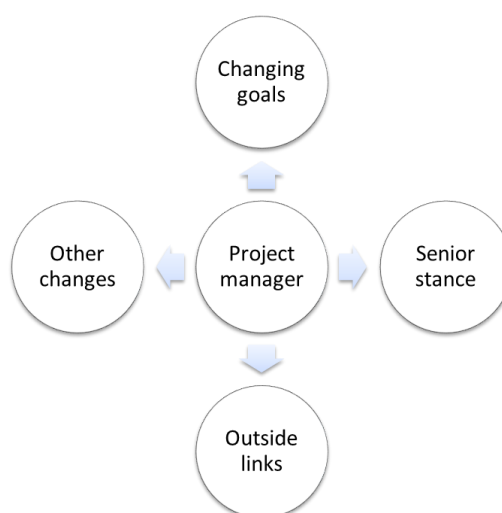 Changing
goals
Other
changes
Project
manager
Senior
stance
Outside
links